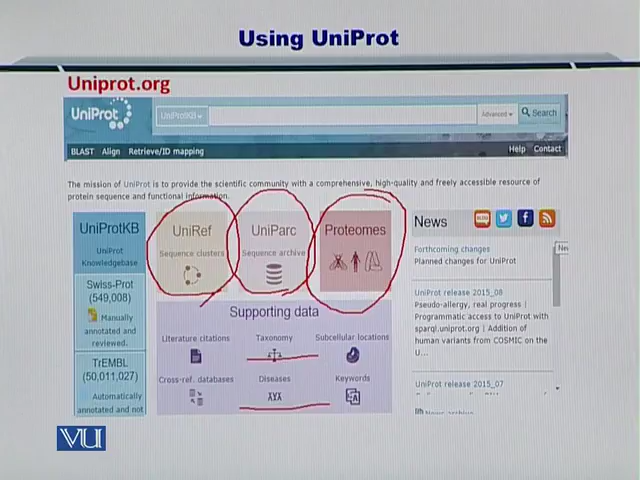 Using UniProt
Uniprot.org
UniProt
UniProtKB
Advanced
Search
BLAST Align Retrieve/ID mapping
Help Contact
The mission of UniProt is to provide the scientific community with a comprehensive, high-quality and freely accessible resource of
protein sequence and functional information.
UniProtKB
UniProt
Knowledgebase
Swiss-Prot
(549,008)
Manually
annotated and
reviewed.
TrEMBL
(50,011,027)
Automatically
annotated and not
UniRef
Sequence clusters
UniParc
Sequence archive
Proteomes
Supporting data
Literature citations
Taxonomy
Subcellular locations
Cross-ref. databases
Diseases
Keywords
News
Forthcoming changes
Planned changes for UniProt
UniProt release 2015_08
Pseudo-allergy, real progress |
Programmatic access to UniProt with
sparql.uniprot.org | Addition of
human variants from COSMIC on the
u...
UniProt release 2015_07
News archive
VU